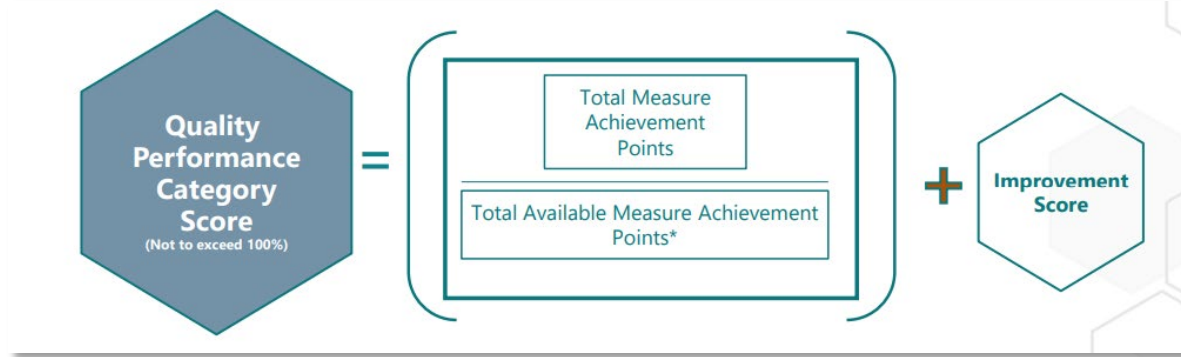 Quality
Performance
Category
Score
(Not to exceed 100%)
=
Total Measure
Achievement
Points
Total Available Measure Achievement
Points*
+
Improvement
Score